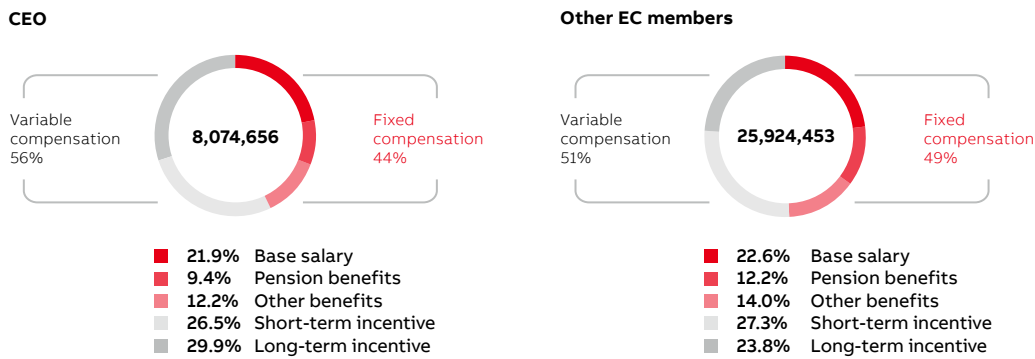 CEO
Variable
compensation
56%
8,074,656
Fixed
compensation
44%
21.9% Base salary
9.4% Pension benefits
12.2% Other benefits
26.5% Short-term incentive
29.9% Long-term incentive
Other EC members
Variable
compensation
51%
25,924,453
Fixed
compensation
49%
22.6% Base salary
12.2% Pension benefits
14.0% Other benefits
27.3% Short-term incentive
23.8% Long-term incentive